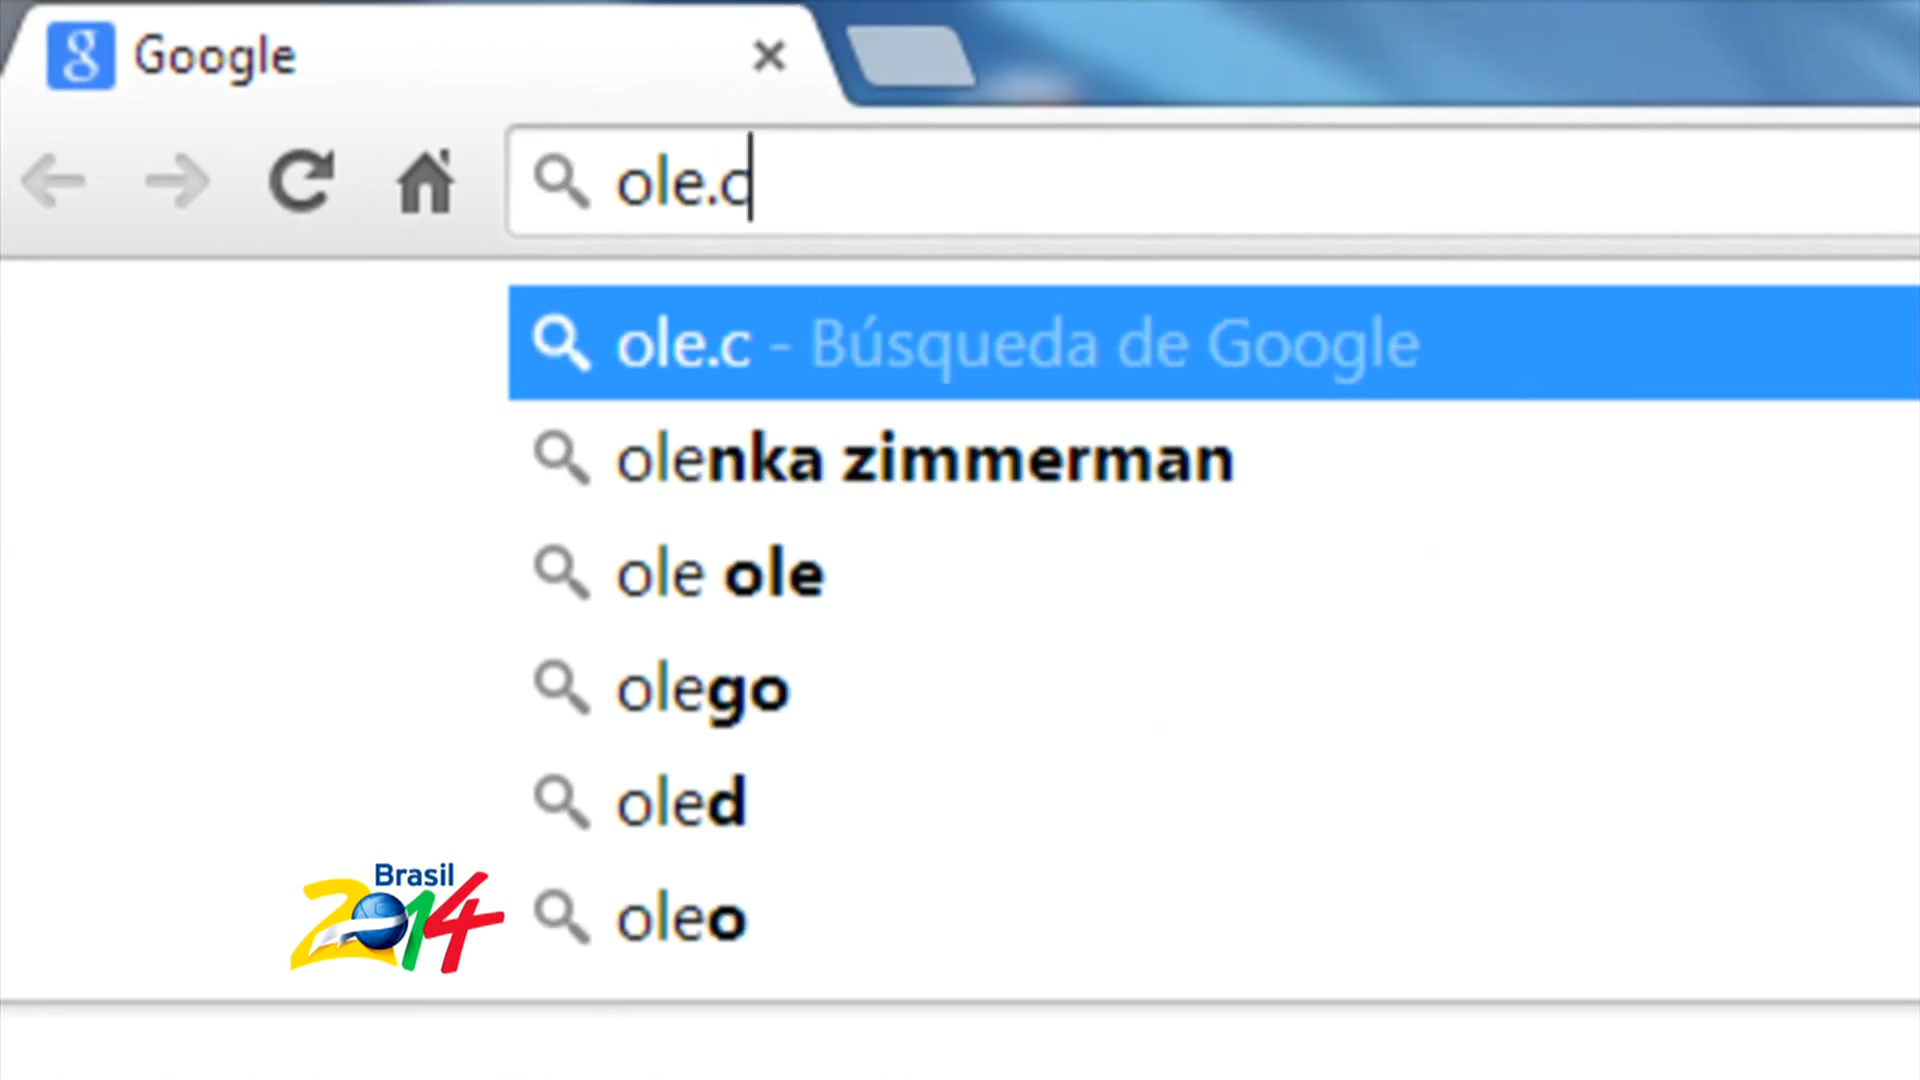 Google
ole.c
ole.c - Búsqueda de Google
olenka zimmerman
ole ole
olego
oled
oleo
Brasil
2014